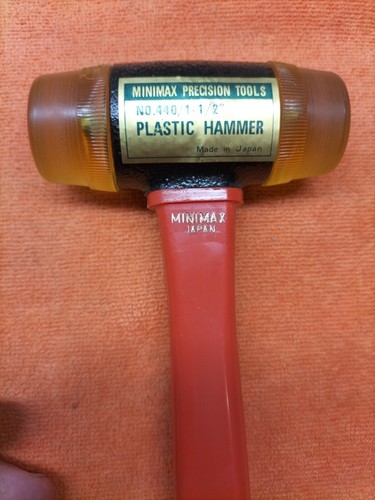 MINIMAX PRECISION TOOLS
NO.440, 1-1/2"
PLASTIC HAMMER
Made in Japan
MINIMAX
JAPAN